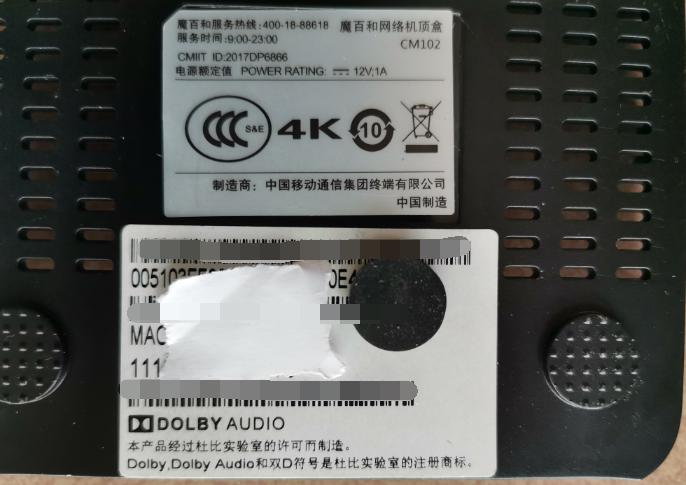 魔百和服务热线:400-18-88618 魔百和网络机顶盒
服务时间:9:00-23:00 CM102
CMIIT ID:2017DP6866
电源额定值 POWER RATING: 12V;1A
CCC S&E 4K 10
制造商：中国移动通信集团终端有限公司
中国制造
MAC
111
DOLBY AUDIO
本产品经过杜比实验室的许可而制造。
Dolby,Dolby Audio和双D符号是杜比实验室的注册商标。